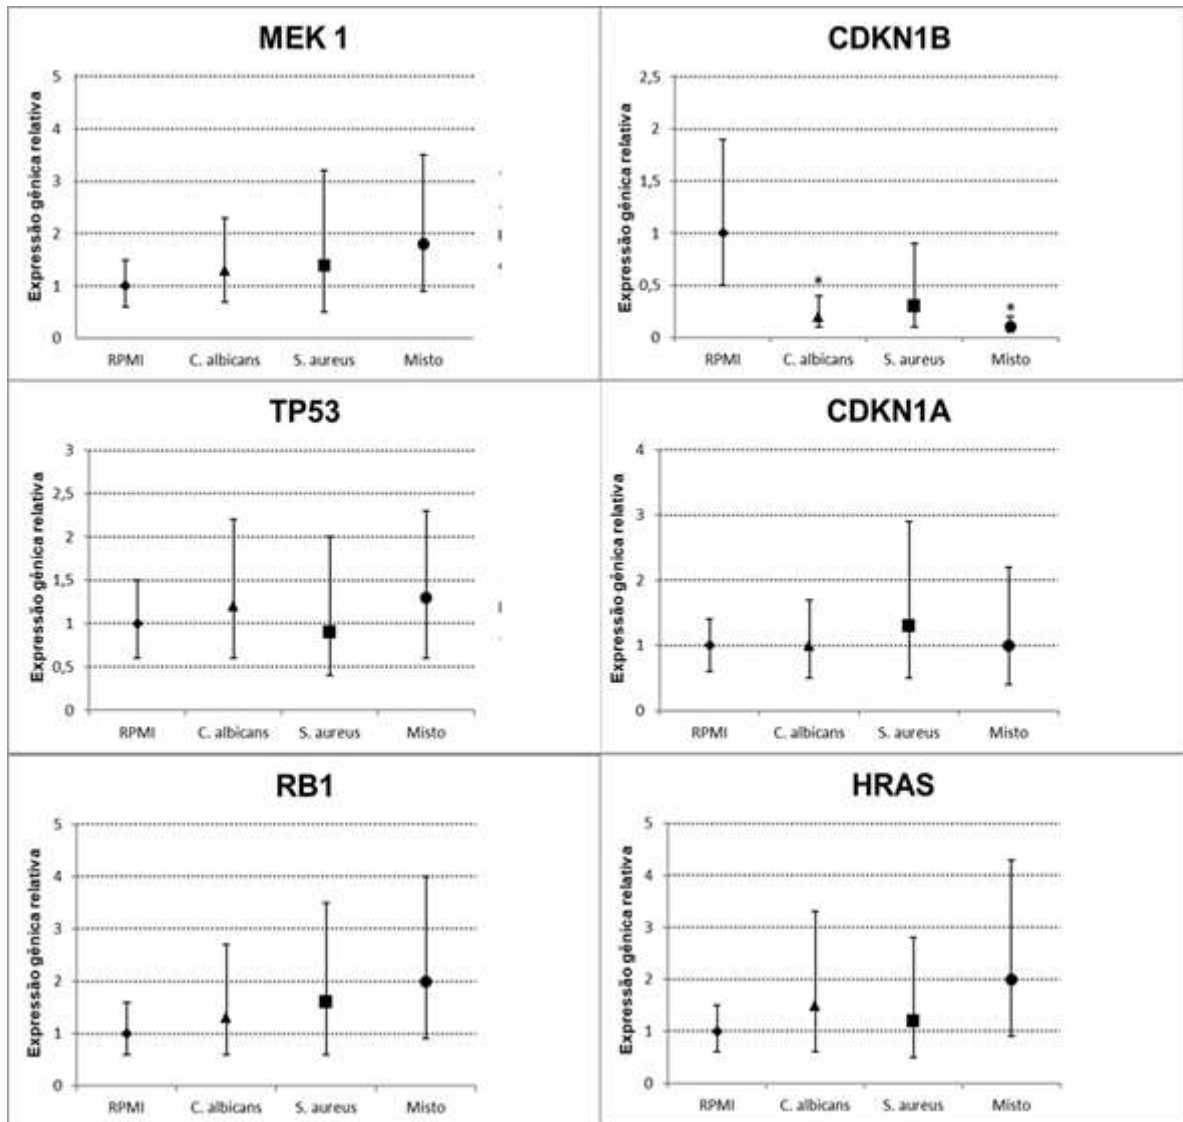 MEK 1
Expressão gênica relativa
5
4
3
2
1
0
RPMI C. albicans S. aureus Misto
CDKN1B
Expressão gênica relativa
2,5
2
1,5
1
0,5
0
*
*
RPMI C. albicans S. aureus Misto
TP53
Expressão gênica relativa
3
2,5
2
1,5
1
0,5
0
RPMI C. albicans S. aureus Misto
CDKN1A
Expressão gênica relativa
4
3
2
1
0
RPMI C. albicans S. aureus Misto
RB1
Expressão gênica relativa
5
4
3
2
1
0
RPMI C. albicans S. aureus Misto
HRAS
Expressão gênica relativa
5
4
3
2
1
0
RPMI C. albicans S. aureus Misto